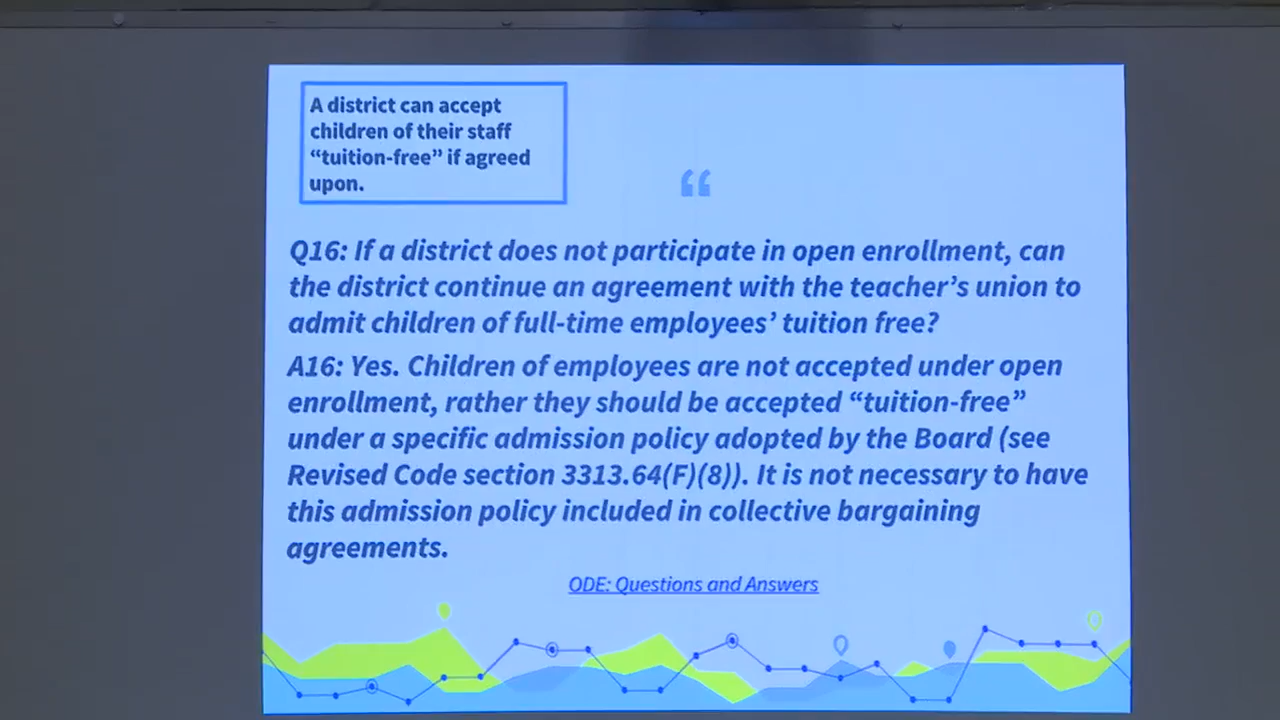 A district can accept
children of their staff
“tuition-free” if agreed
upon.
“
Q16: If a district does not participate in open enrollment, can
the district continue an agreement with the teacher’s union to
admit children of full-time employees’ tuition free?
A16: Yes. Children of employees are not accepted under open
enrollment, rather they should be accepted “tuition-free”
under a specific admission policy adopted by the Board (see
Revised Code section 3313.64(F)(8)). It is not necessary to have
this admission policy included in collective bargaining
agreements.
ODE: Questions and Answers